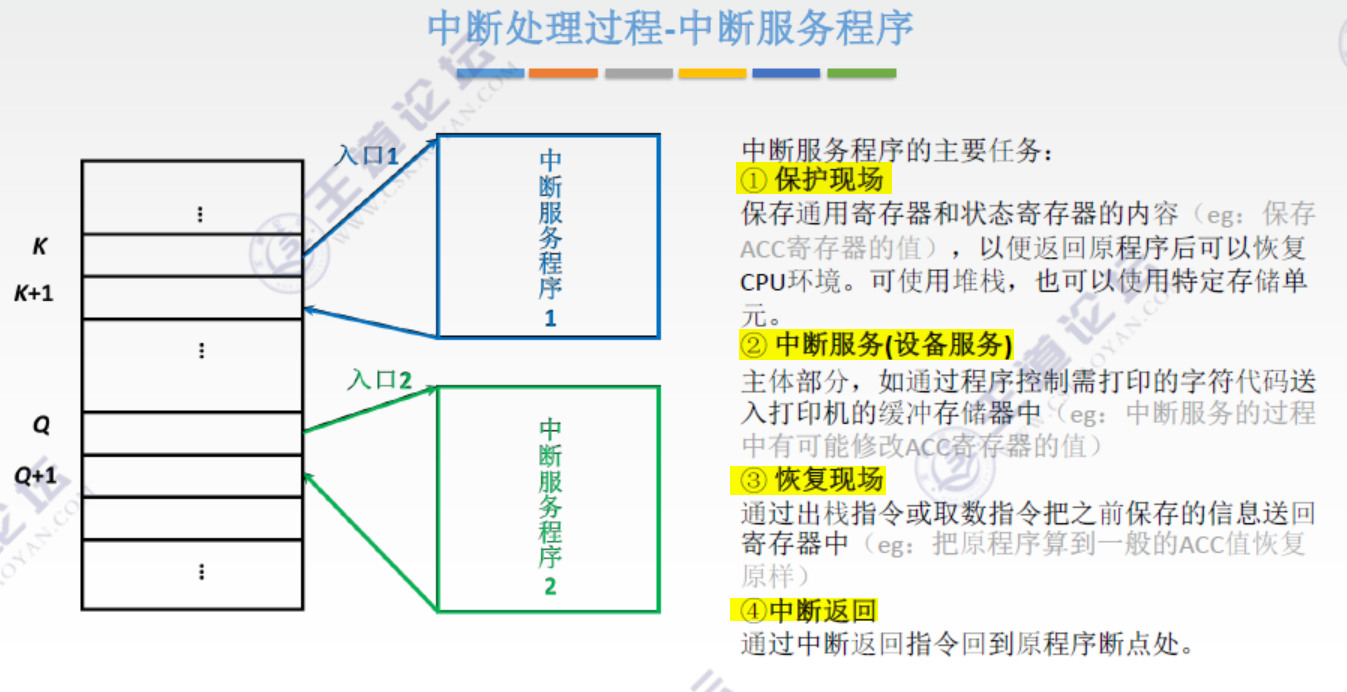 中断处理过程-中断服务程序
入口1
中断服务程序1
K
K+1
入口2
中断服务程序2
Q
Q+1
中断服务程序的主要任务：
① 保护现场
保存通用寄存器和状态寄存器的内容（eg：保存
ACC寄存器的值），以便返回原程序后可以恢复
CPU环境。可使用堆栈，也可以使用特定存储单
元。
② 中断服务(设备服务)
主体部分，如通过程序控制需打印的字符代码送
入打印机的缓冲存储器中（eg：中断服务的过程
中有可能修改ACC寄存器的值）
③ 恢复现场
通过出栈指令或取数指令把之前保存的信息送回
寄存器中（eg：把原程序算到一般的ACC值恢复
原样）
④中断返回
通过中断返回指令回到原程序断点处。
王道论坛
WWW.CSKAOYAN.COM